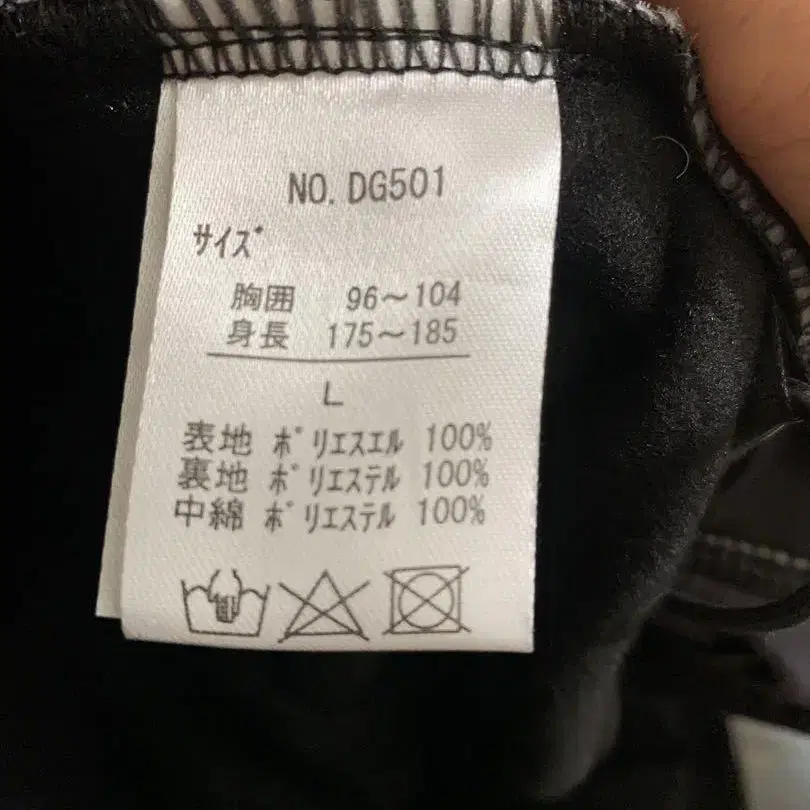 NO. DG501
サイズ
胸囲 96～104
身長 175～185
L
表地 ポリエスエル 100%
裏地 ポリエステル 100%
中綿 ポリエステル 100%